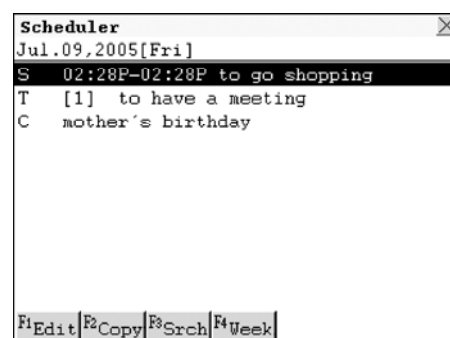 Scheduler
Jul.09,2005[Fri]
S 02:28P-02:28P to go shopping
T [1] to have a meeting
C mother´s birthday
F1Edit F2Copy F3Srch F4Week